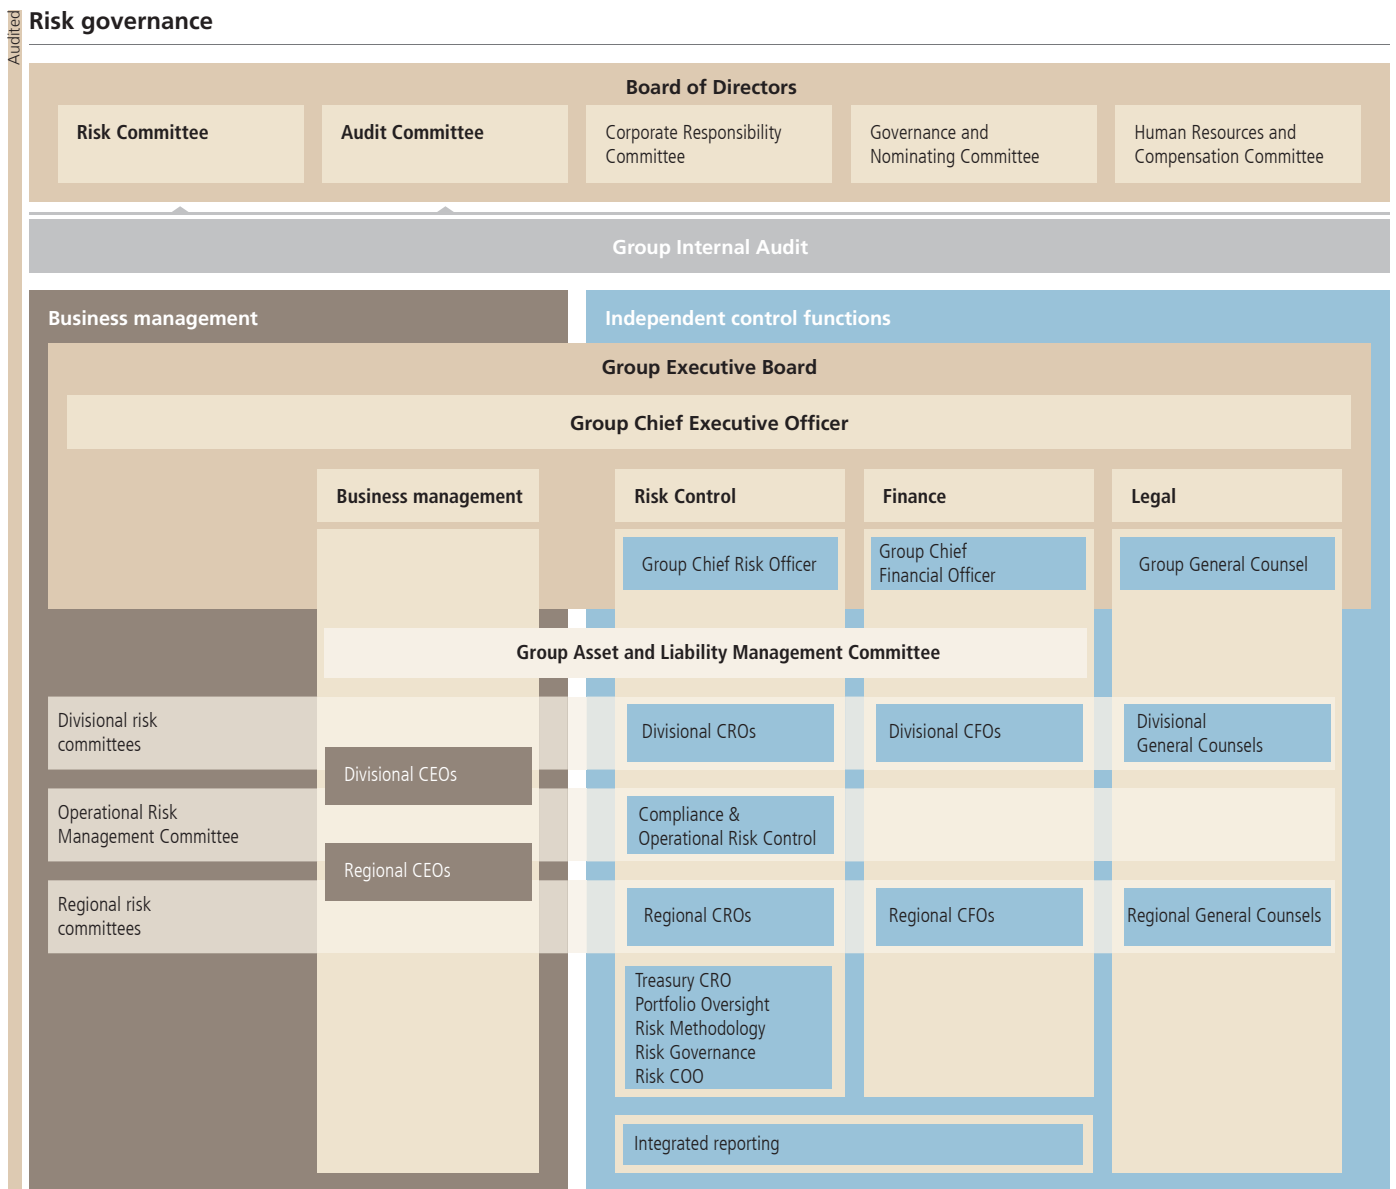 Audited
Risk governance
Board of Directors
Risk Committee
Audit Committee
Corporate Responsibility
Committee
Governance and
Nominating Committee
Human Resources and
Compensation Committee
Group Internal Audit
Business management
Independent control functions
Group Executive Board
Group Chief Executive Officer
Business management
Risk Control
Finance
Legal
Group Chief Risk Officer
Group Chief
Financial Officer
Group General Counsel
Group Asset and Liability Management Committee
Divisional risk
committees
Divisional CROs
Divisional CFOs
Divisional
General Counsels
Divisional CEOs
Operational Risk
Management Committee
Compliance &
Operational Risk Control
Regional CEOs
Regional risk
committees
Regional CROs
Regional CFOs
Regional General Counsels
Treasury CRO
Portfolio Oversight
Risk Methodology
Risk Governance
Risk COO
Integrated reporting